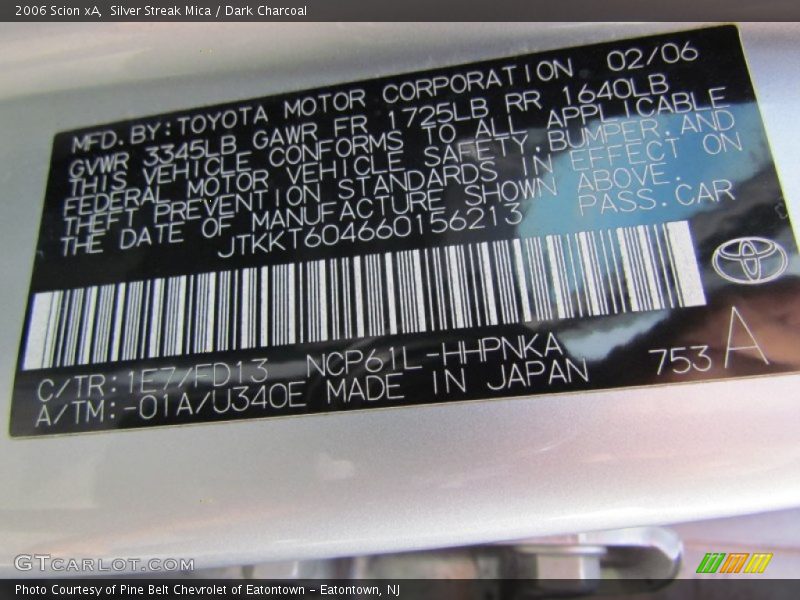 2006 Scion xA, Silver Streak Mica / Dark Charcoal
MFD. BY: TOYOTA MOTOR CORPORATION 02/06
GVWR 3345LB GAWR FR 1725LB RR 1640LB
THIS VEHICLE CONFORMS TO ALL APPLICABLE
FEDERAL MOTOR VEHICLE SAFETY, BUMPER, AND
THEFT PREVENTION STANDARDS IN EFFECT ON
THE DATE OF MANUFACTURE SHOWN ABOVE.
JTKKT604660156213 PASS. CAR
C/TR: 1E7/FD13 NCP61L-HHPNKA 753 A
A/TM: -01A/U340E MADE IN JAPAN
GTCARLOT.COM
Photo Courtesy of Pine Belt Chevrolet of Eatontown - Eatontown, NJ